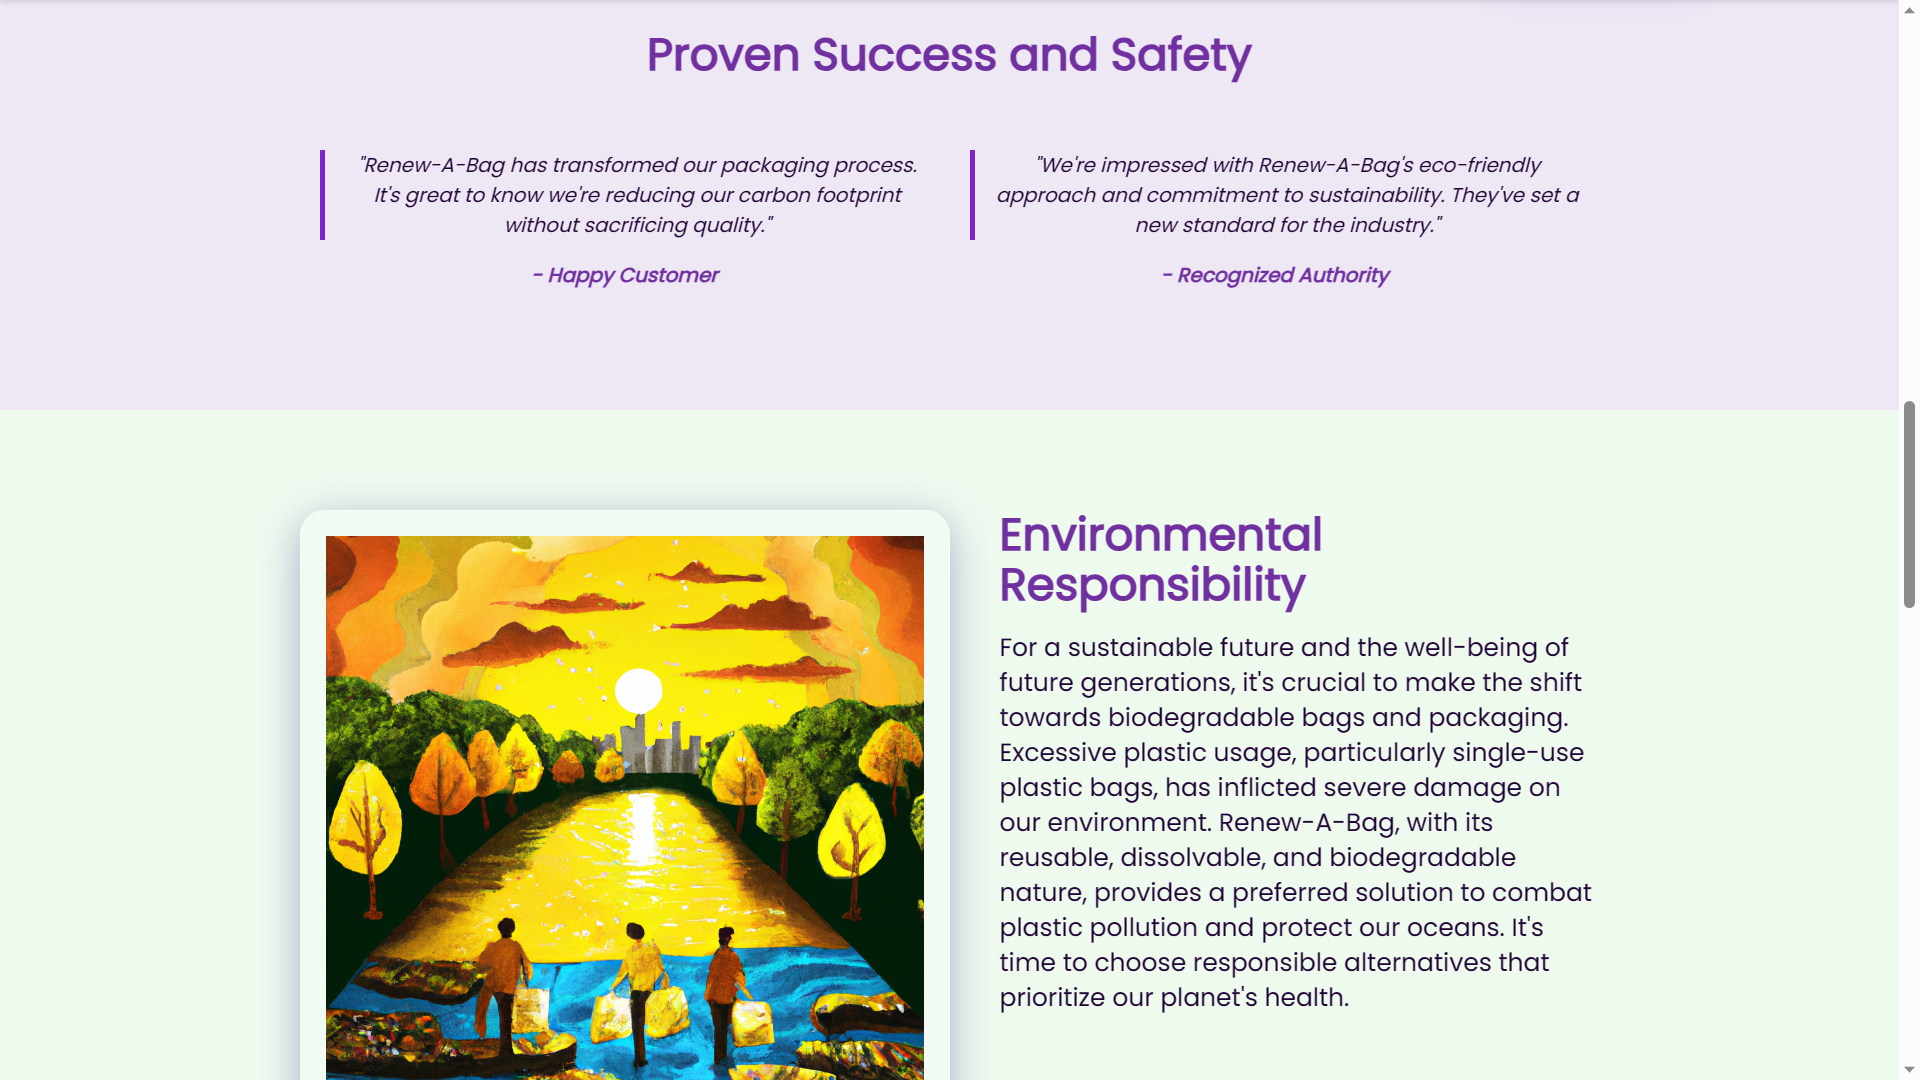 Proven Success and Safety
"Renew-A-Bag has transformed our packaging process.
It's great to know we're reducing our carbon footprint
without sacrificing quality."
- Happy Customer
"We're impressed with Renew-A-Bag's eco-friendly
approach and commitment to sustainability. They've set a
new standard for the industry."
- Recognized Authority
Environmental
Responsibility
For a sustainable future and the well-being of
future generations, it's crucial to make the shift
towards biodegradable bags and packaging.
Excessive plastic usage, particularly single-use
plastic bags, has inflicted severe damage on
our environment. Renew-A-Bag, with its
reusable, dissolvable, and biodegradable
nature, provides a preferred solution to combat
plastic pollution and protect our oceans. It's
time to choose responsible alternatives that
prioritize our planet's health.